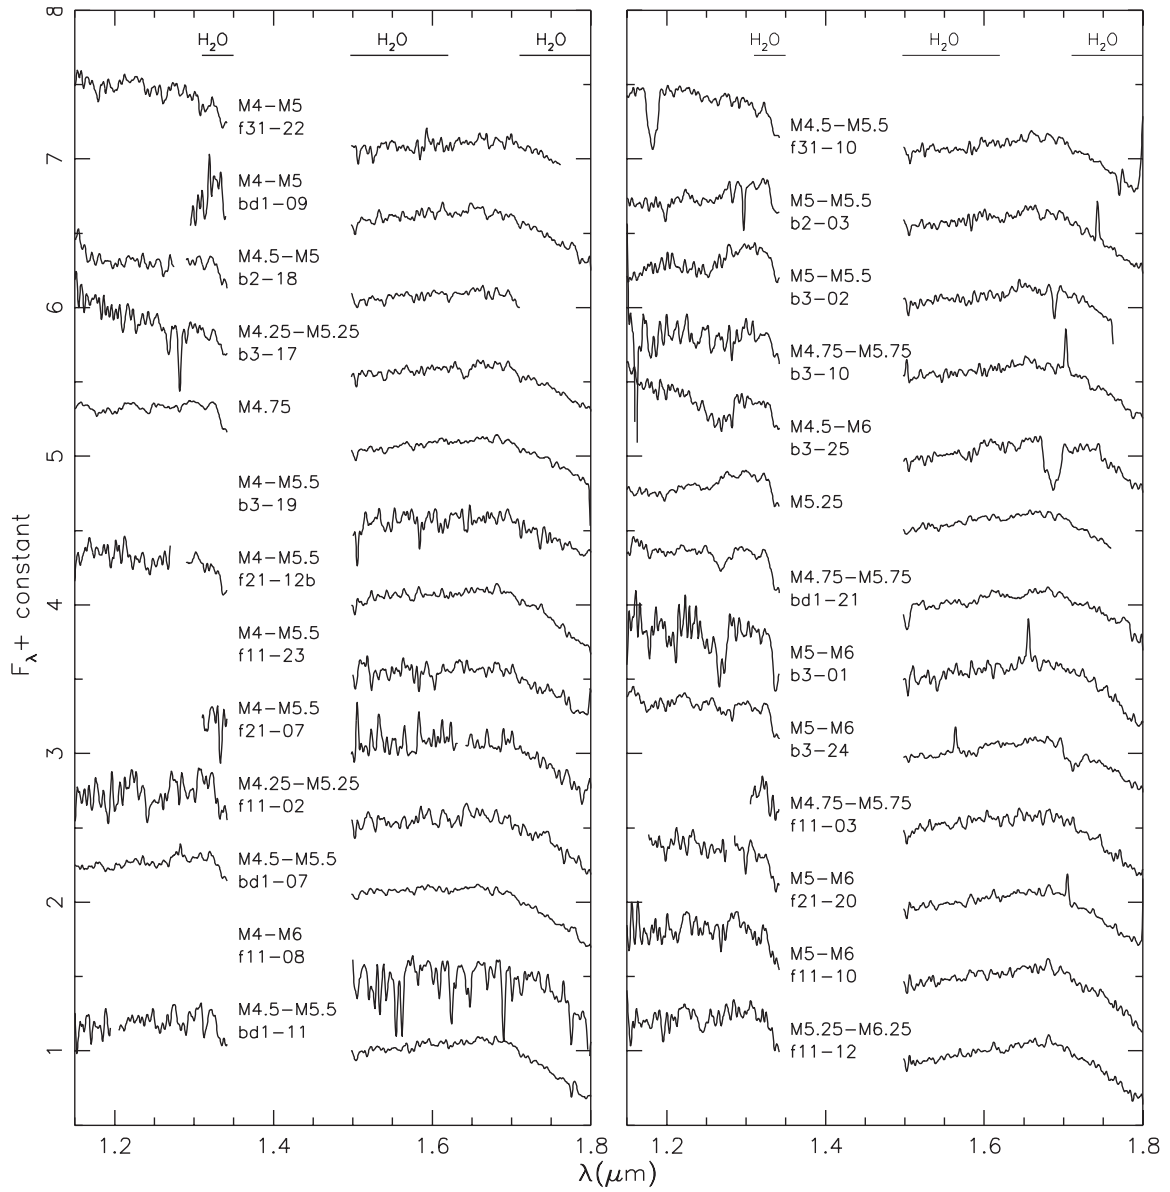 H₂O H₂O H₂O
M4−M5
f31−22
M4−M5
bd1−09
M4.5−M5
b2−18
M4.25−M5.25
b3−17
M4.75
M4−M5.5
b3−19
M4−M5.5
f21−12b
M4−M5.5
f11−23
M4−M5.5
f21−07
M4.25−M5.25
f11−02
M4.5−M5.5
bd1−07
M4−M6
f11−08
M4.5−M5.5
bd1−11
H₂O H₂O H₂O
M4.5−M5.5
f31−10
M5−M5.5
b2−03
M5−M5.5
b3−02
M4.75−M5.75
b3−10
M4.5−M6
b3−25
M5.25
M4.75−M5.75
bd1−21
M5−M6
b3−01
M5−M6
b3−24
M4.75−M5.75
f11−03
M5−M6
f21−20
M5−M6
f11−10
M5.25−M6.25
f11−12
8
7
6
5
4
3
2
1
F_λ + constant
1.2 1.4 1.6 1.8
1.2 1.4 1.6 1.8
λ(μm)